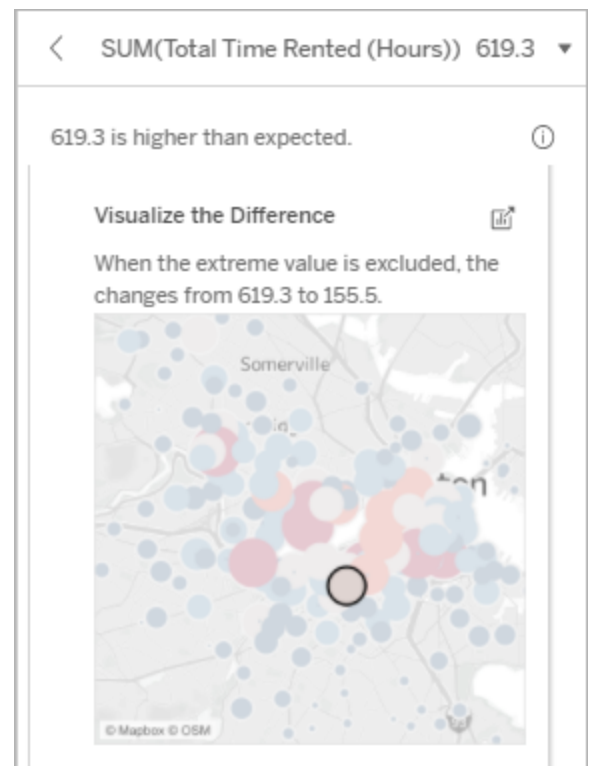 SUM(Total Time Rented (Hours)) 619.3
619.3 is higher than expected.
Visualize the Difference
When the extreme value is excluded, the
changes from 619.3 to 155.5.
Somerville
© Mapbox © OSM